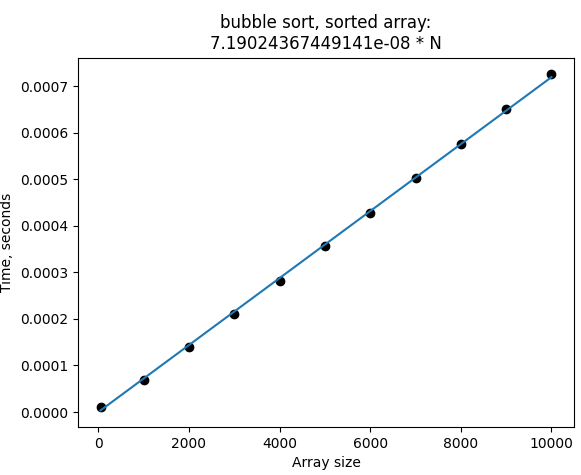 bubble sort, sorted array:
7.19024367449141e-08 * N
0.0007
0.0006
0.0005
0.0004
0.0003
0.0002
0.0001
0.0000
Time, seconds
0 2000 4000 6000 8000 10000
Array size